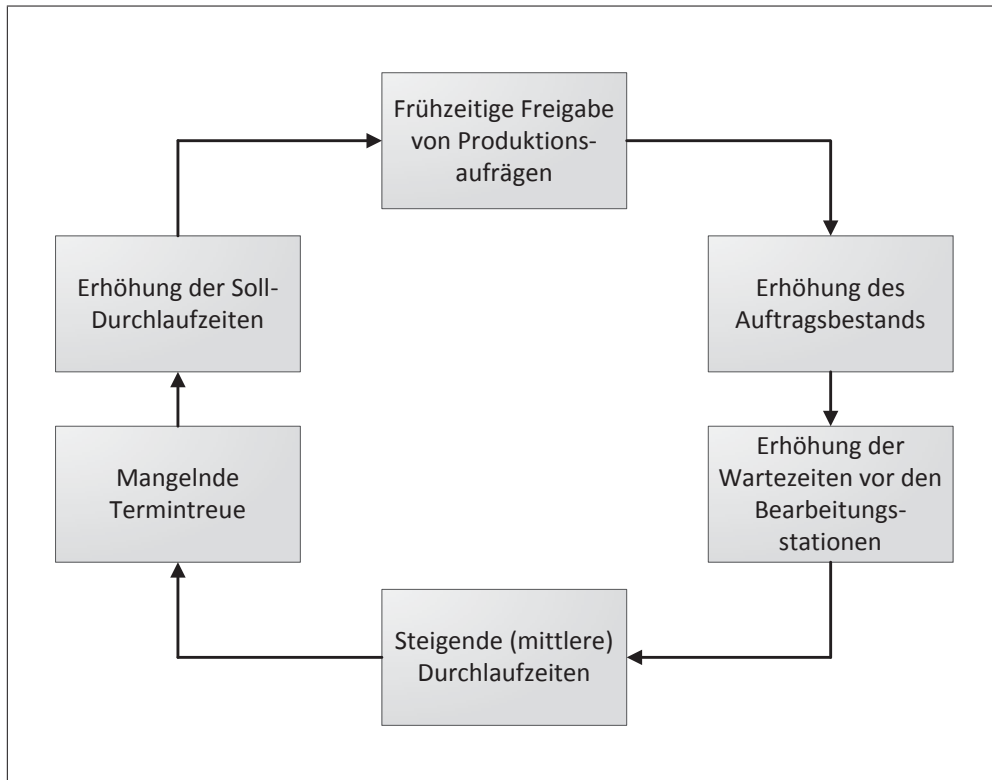 Frühzeitige Freigabe
von Produktions-
aufrägen
Erhöhung des
Auftragsbestands
Erhöhung der
Wartezeiten vor den
Bearbeitungs-
stationen
Steigende (mittlere)
Durchlaufzeiten
Mangelnde
Termintreue
Erhöhung der Soll-
Durchlaufzeiten